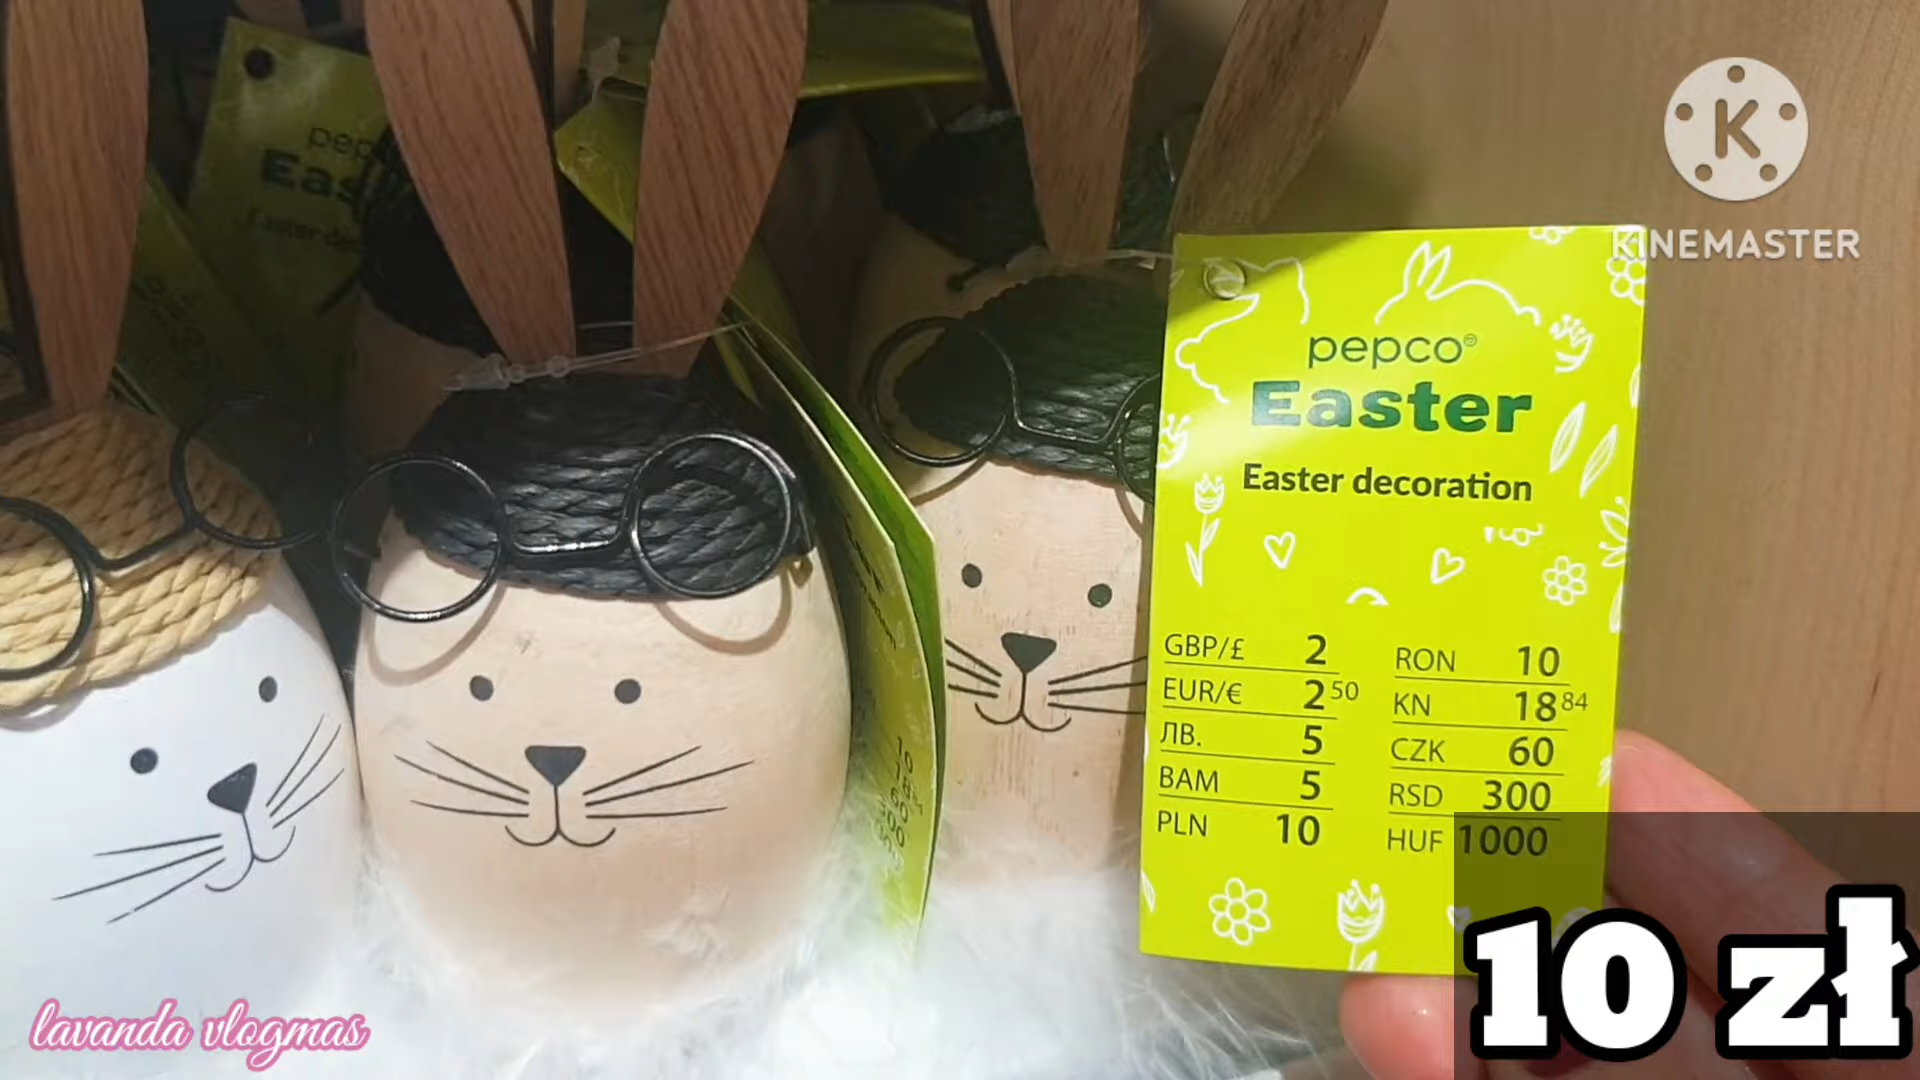 KINEMASTER
pepco
Easter
Easter decoration
GBP/£ 2
EUR/€ 2 50
ЛВ. 5
BAM 5
PLN 10
RON 10
KN 18 84
CZK 60
RSD 300
HUF 1000
10 zł
lavanda vlogmas